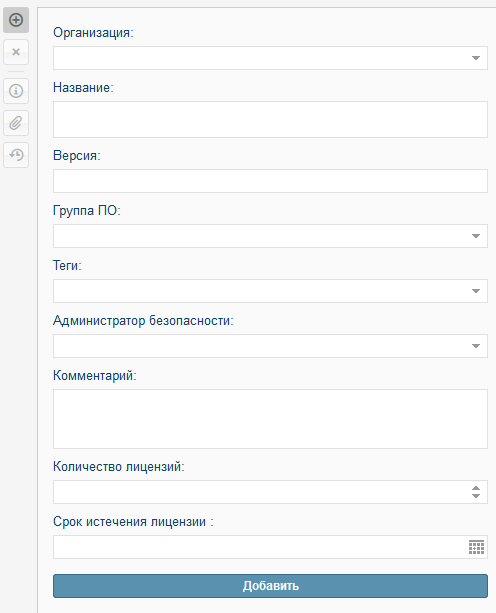 Организация:
Название:
Версия:
Группа ПО:
Теги:
Администратор безопасности:
Комментарий:
Количество лицензий:
Срок истечения лицензии :
Добавить